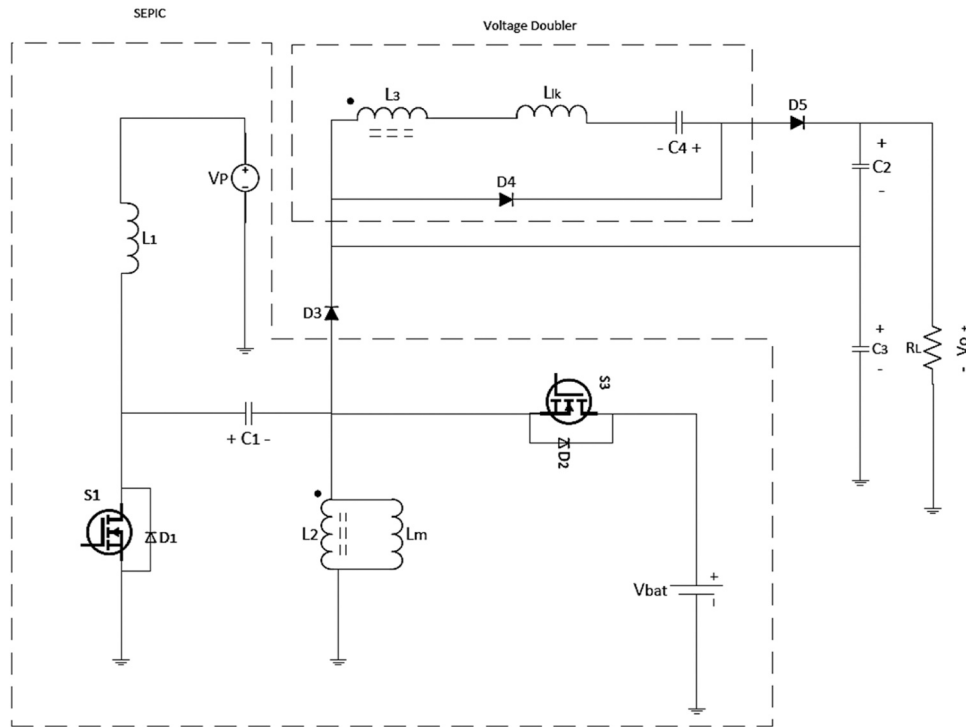 SEPIC
Voltage Doubler
L3
Llk
D5
- C4 +
+
C2
-
VP
+
-
D4
L1
D3
+
C3
-
RL
- Vo +
S3
+ C1 -
D2
S1
D1
L2
Lm
Vbat
+
-